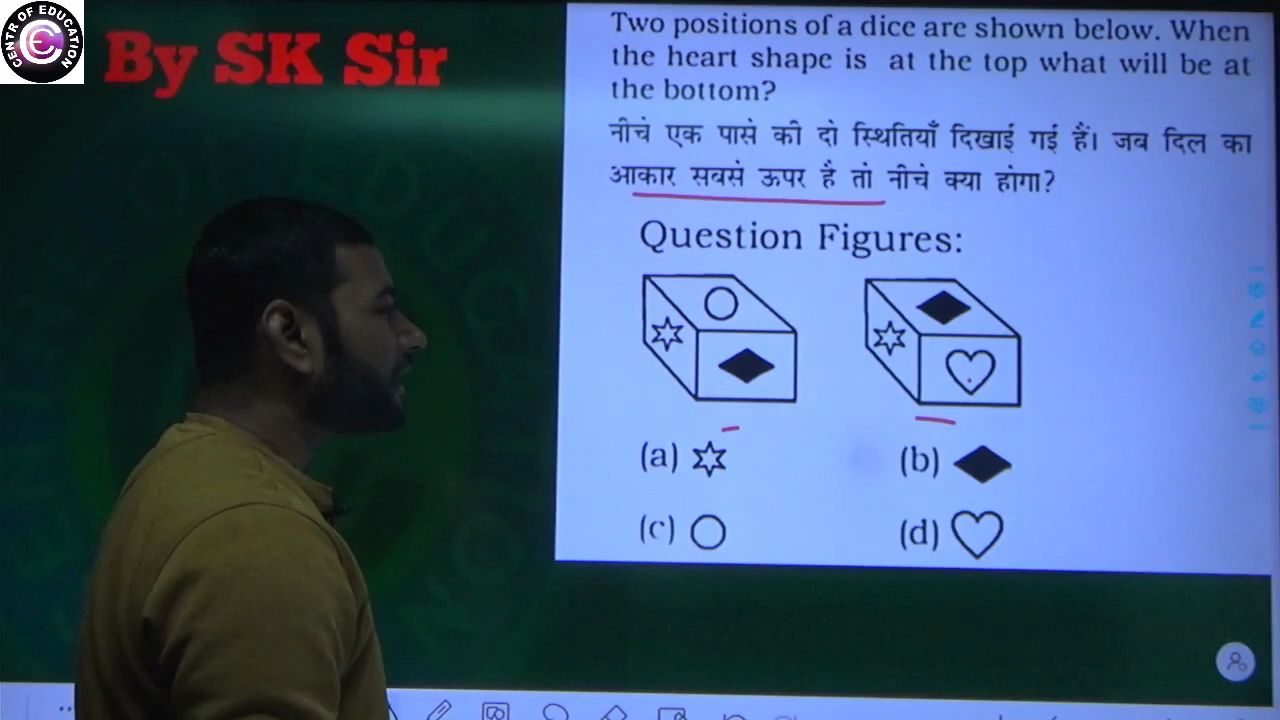 CENTR OF EDUCATION
By SK Sir
Two positions of a dice are shown below. When
the heart shape is at the top what will be at
the bottom?
नीचे एक पासे की दो स्थितियाँ दिखाई गई हैं। जब दिल का
आकार सबसे ऊपर है तो नीचे क्या होगा?
Question Figures:
(a)
(b)
(c)
(d)